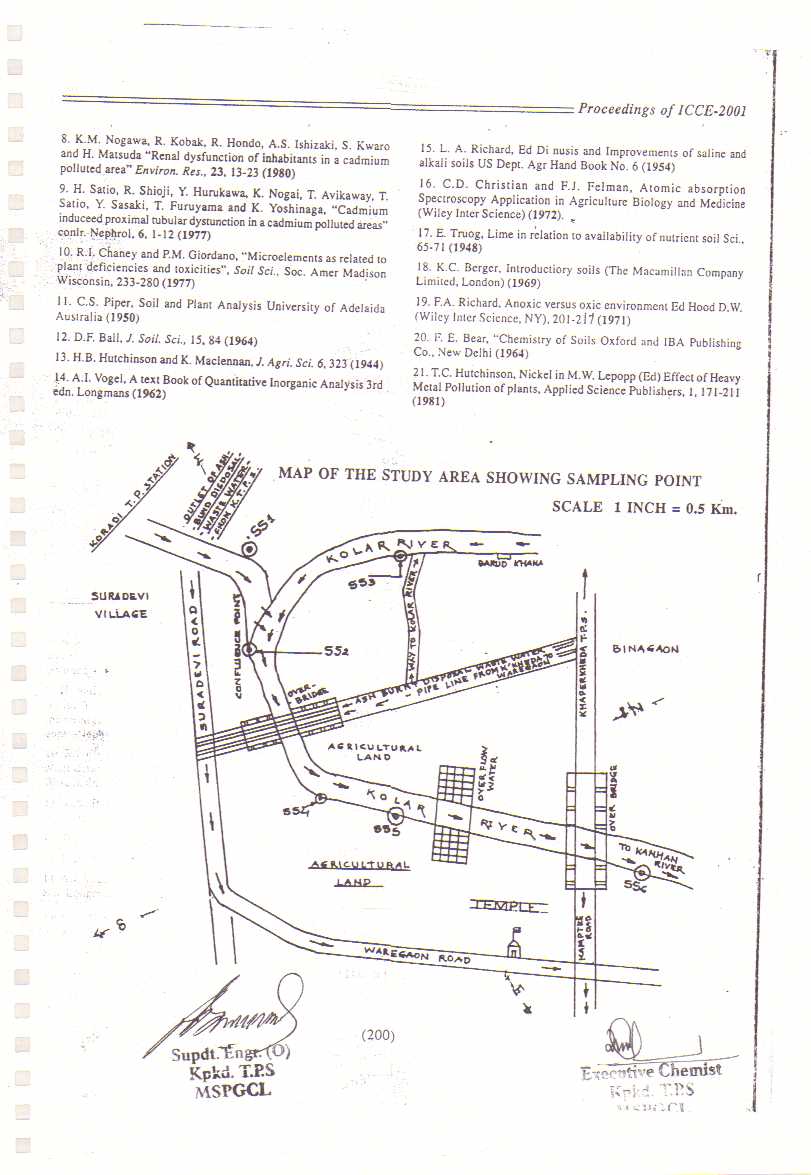 Proceedings of ICCE-2001
8. K.M. Nogawa, R. Kobak, R. Hondo, A.S. Ishizaki, S. Kwaro
and H. Matsuda “Renal dysfunction of inhabitants in a cadmium
polluted area” Environ. Res., 23, 13-23 (1980)
9. H. Satio, R. Shioji, Y. Hurukawa, K. Nogai, T. Avikaway, T.
Satio, Y. Sasaki, T. Furuyama and K. Yoshinaga, “Cadmium
induceed proximal tubular dystunction in a cadmium polluted areas”
conlr. Nephrol, 6, 1-12 (1977)
10. R.I. Chaney and P.M. Giordano, “Microelements as related to
plant deficiencies and toxicities”, Soil Sci., Soc. Amer Madison
Wisconsin, 233-280 (1977)
11. C.S. Piper, Soil and Plant Analysis University of Adelaida
Australia (1950)
12. D.F. Ball, J. Soil. Sci., 15, 84 (1964)
13. H.B. Hutchinson and K. Maclennan, J. Agri. Sci. 6, 323 (1944)
14. A.I. Vogel, A text Book of Quantitative Inorganic Analysis 3rd
edn. Longmans (1962)
15. L. A. Richard, Ed Di nusis and Improvements of saline and
alkali soils US Dept. Agr Hand Book No. 6 (1954)
16. C.D. Christian and F.J. Felman, Atomic absorption
Spectroscopy Application in Agriculture Biology and Medicine
(Wiley Inter Science) (1972).
17. E. Truog, Lime in relation to availability of nutrient soil Sci.,
65-71 (1948)
18. K.C. Berger, Introductiory soils (The Macamillan Company
Limited, London) (1969)
19. F.A. Richard, Anoxic versus oxic environment Ed Hood D.W.
(Wiley Inter Science, NY), 201-217 (1971)
20. F. E. Bear, “Chemistry of Soils Oxford and IBA Publishing
Co., New Delhi (1964)
21. T.C. Hutchinson, Nickel in M.W. Lepopp (Ed) Effect of Heavy
Metal Pollution of plants, Applied Science Publishers, 1, 171-211
(1981)
MAP OF THE STUDY AREA SHOWING SAMPLING POINT
SCALE 1 INCH = 0.5 Km.
KORADI T.P. STATION
OUTLET OF ASH-
-BUND DISPOSAL-
-WASTE WATER-
-FROM K.T.P.S.
SS1
KOLAR RIVER
BARUD KHANA
SS3
WAY TO KOLAR RIVER
SURADEVI
VILLAGE
SURADEVI ROAD
CONFLUENCE POINT
SS2
KHAPERKHEDA T.P.S.
BINAGAON
ASH BUND DISPOSAL WASTE WATER
PIPE LINE FROM K'KHEDA TO
WAREGAON
OVER-
BRIDGE
N
AGRICULTURAL
LAND
OVER FLOW
WATER
OVER BRIDGE
SS4
KOLAR RIVER
SS5
TO KANHAN
RIVER
SS6
AGRICULTURAL
LAND
TEMPLE
KAMPTEE
ROAD
S
WAREGAON ROAD
(200)
Supdt. Engr. (O)
Kpkd. T.P.S
MSPGCL
Executive Chemist
Kpkd. T.P.S
MSPGCL